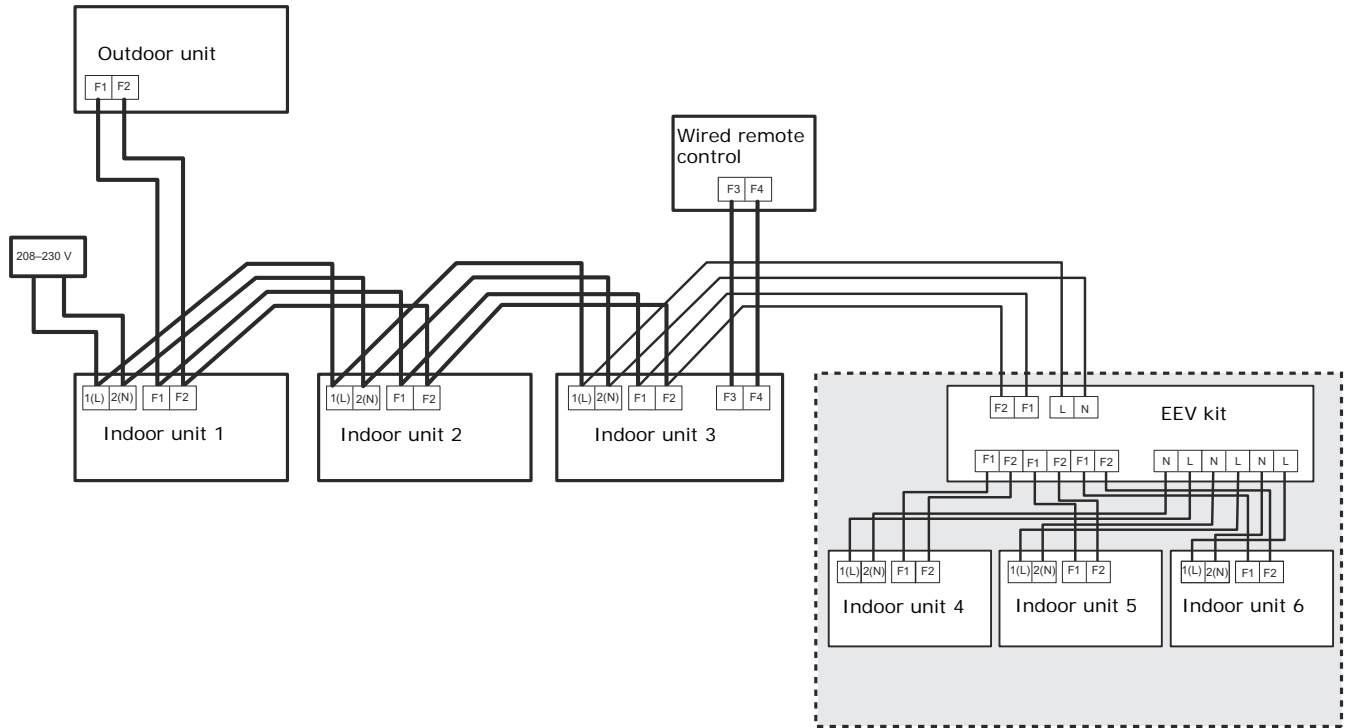 Outdoor unit
F1 F2
Wired remote
control
F3 F4
208–230 V
1(L) 2(N) F1 F2
Indoor unit 1
1(L) 2(N) F1 F2
Indoor unit 2
1(L) 2(N) F1 F2 F3 F4
Indoor unit 3
F2 F1 L N
EEV kit
F1 F2 F1 F2 F1 F2 N L N L N L
1(L) 2(N) F1 F2
Indoor unit 4
1(L) 2(N) F1 F2
Indoor unit 5
1(L) 2(N) F1 F2
Indoor unit 6